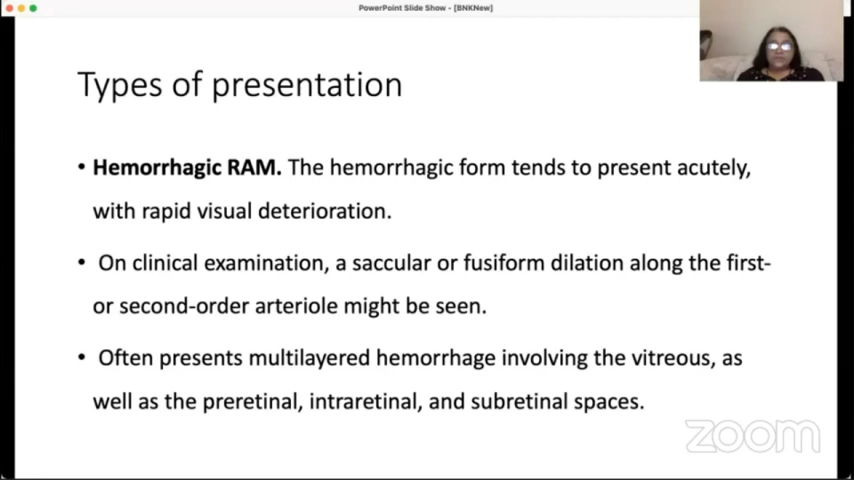 PowerPoint Slide Show - [BNKNew]
Types of presentation
• Hemorrhagic RAM. The hemorrhagic form tends to present acutely,
with rapid visual deterioration.
• On clinical examination, a saccular or fusiform dilation along the first-
or second-order arteriole might be seen.
• Often presents multilayered hemorrhage involving the vitreous, as
well as the preretinal, intraretinal, and subretinal spaces.
zoom